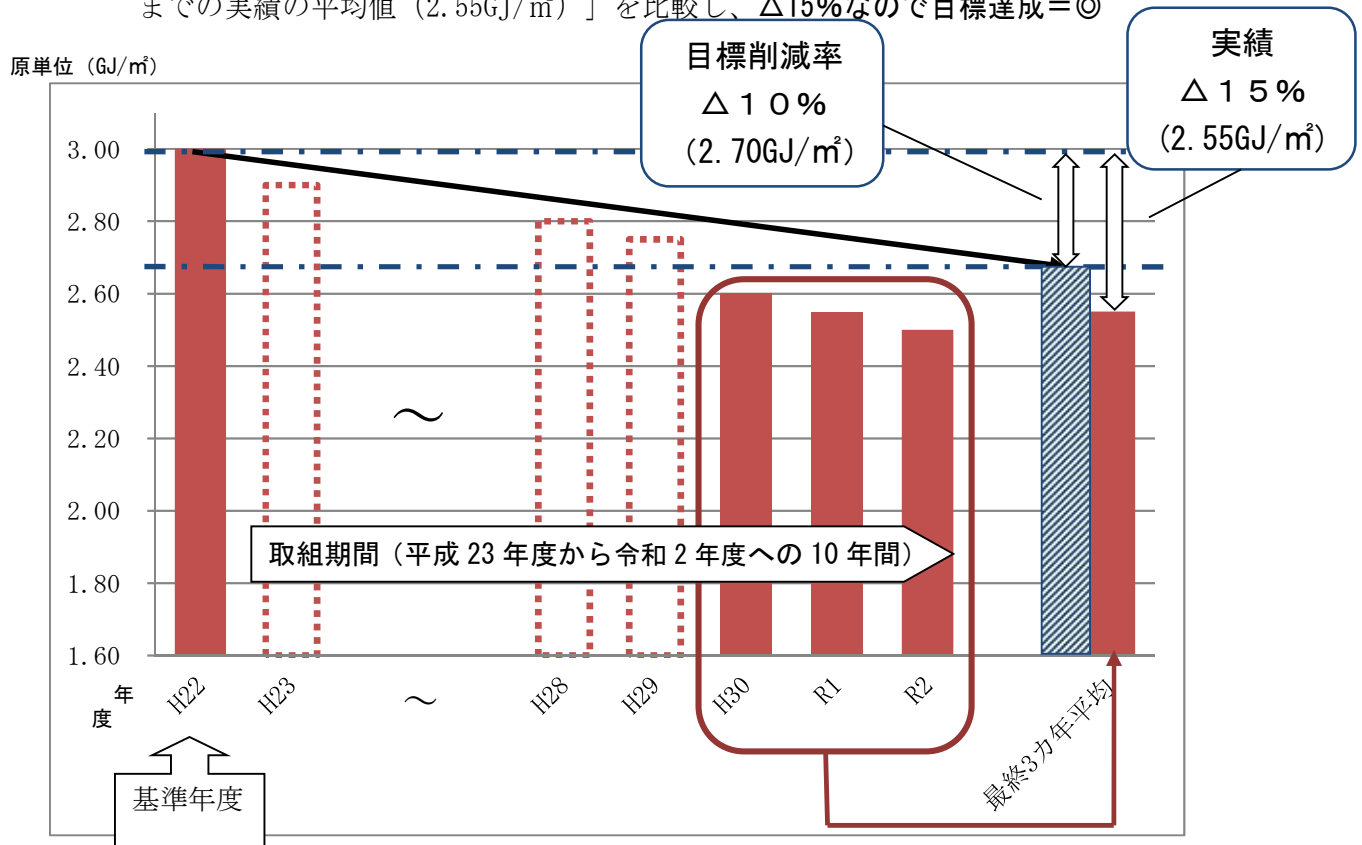 までの実績の平均値（2.55GJ/㎡）」を比較し、△15%なので目標達成＝◎
原単位（GJ/㎡）
目標削減率
△１０%
（2.70GJ/㎡）
実績
△１５%
（2.55GJ/㎡）
3.00
2.80
2.60
2.40
2.20
2.00
1.80
1.60
～
取組期間（平成 23 年度から令和 2 年度への 10 年間）
年
度
H22
H23
～
H28
H29
H30
R1
R2
最終3カ年平均
基準年度